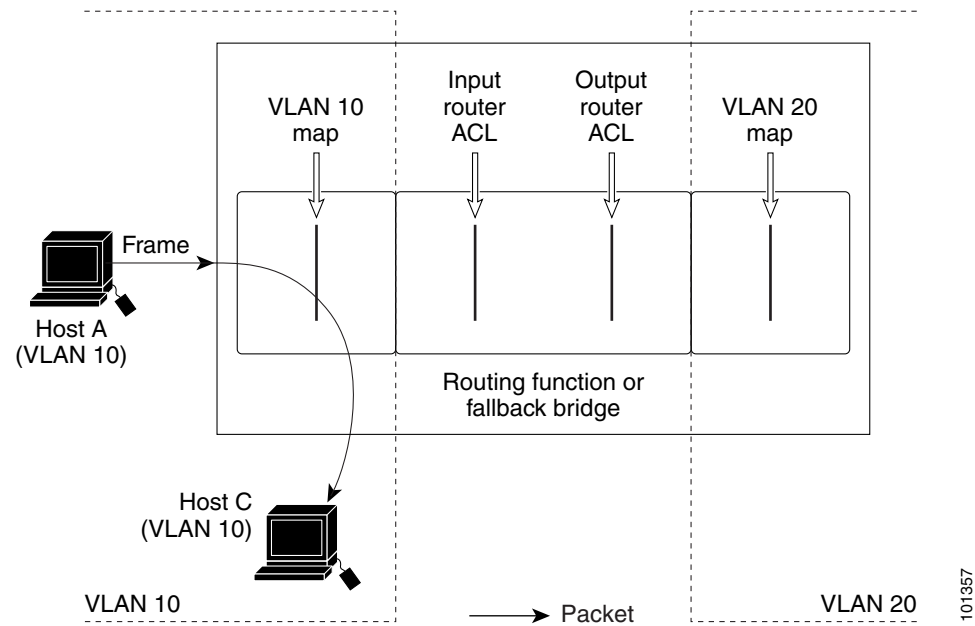 Input
router
ACL
Output
router
ACL
VLAN 10
map
VLAN 20
map
Frame
Host A
(VLAN 10)
Routing function or
fallback bridge
Host C
(VLAN 10)
VLAN 10
Packet
VLAN 20
101357